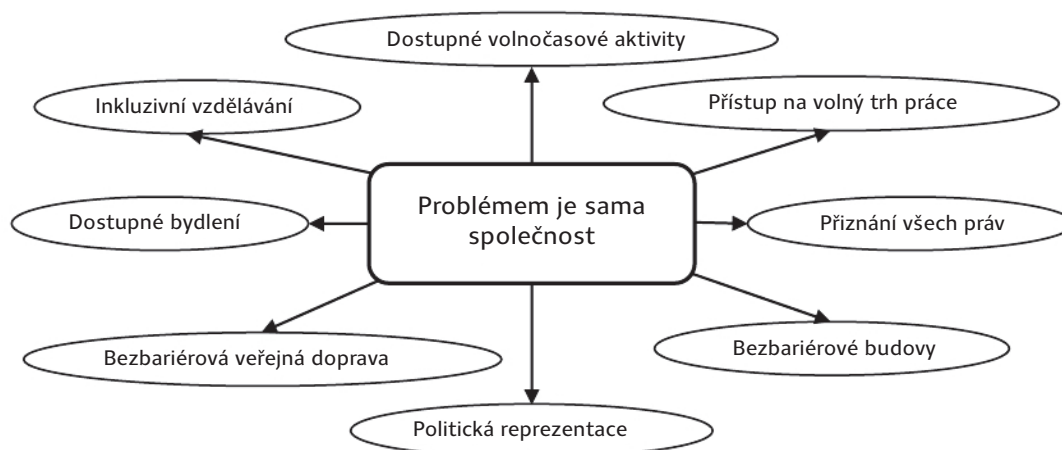 Dostupné volnočasové aktivity
Inkluzivní vzdělávání
Přístup na volný trh práce
Problémem je sama
společnost
Dostupné bydlení
Přiznání všech práv
Bezbariérová veřejná doprava
Bezbariérové budovy
Politická reprezentace